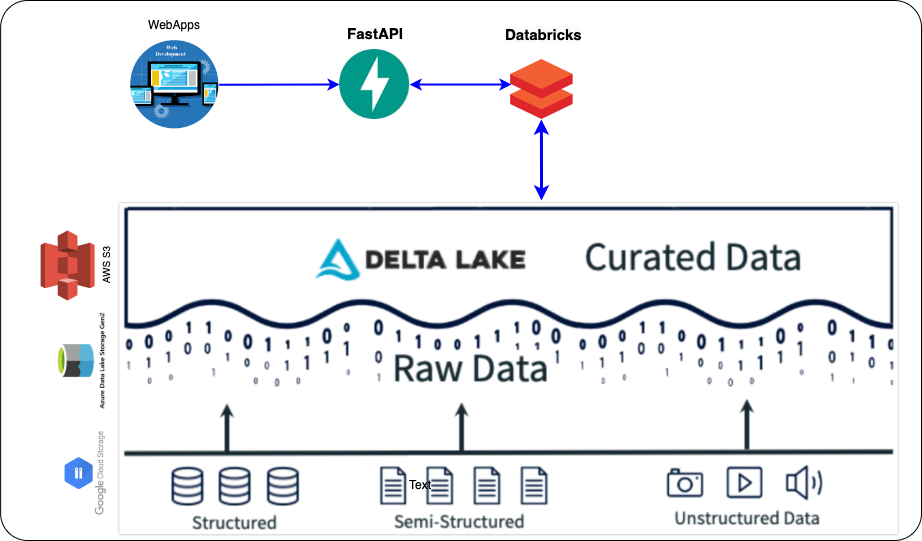 WebApps
FastAPI
Databricks
Web
Development
DELTA LAKE
Curated Data
AWS S3
Azure Data Lake Storage Gen2
Raw Data
Google Cloud Storage
Text
Structured
Semi-Structured
Unstructured Data